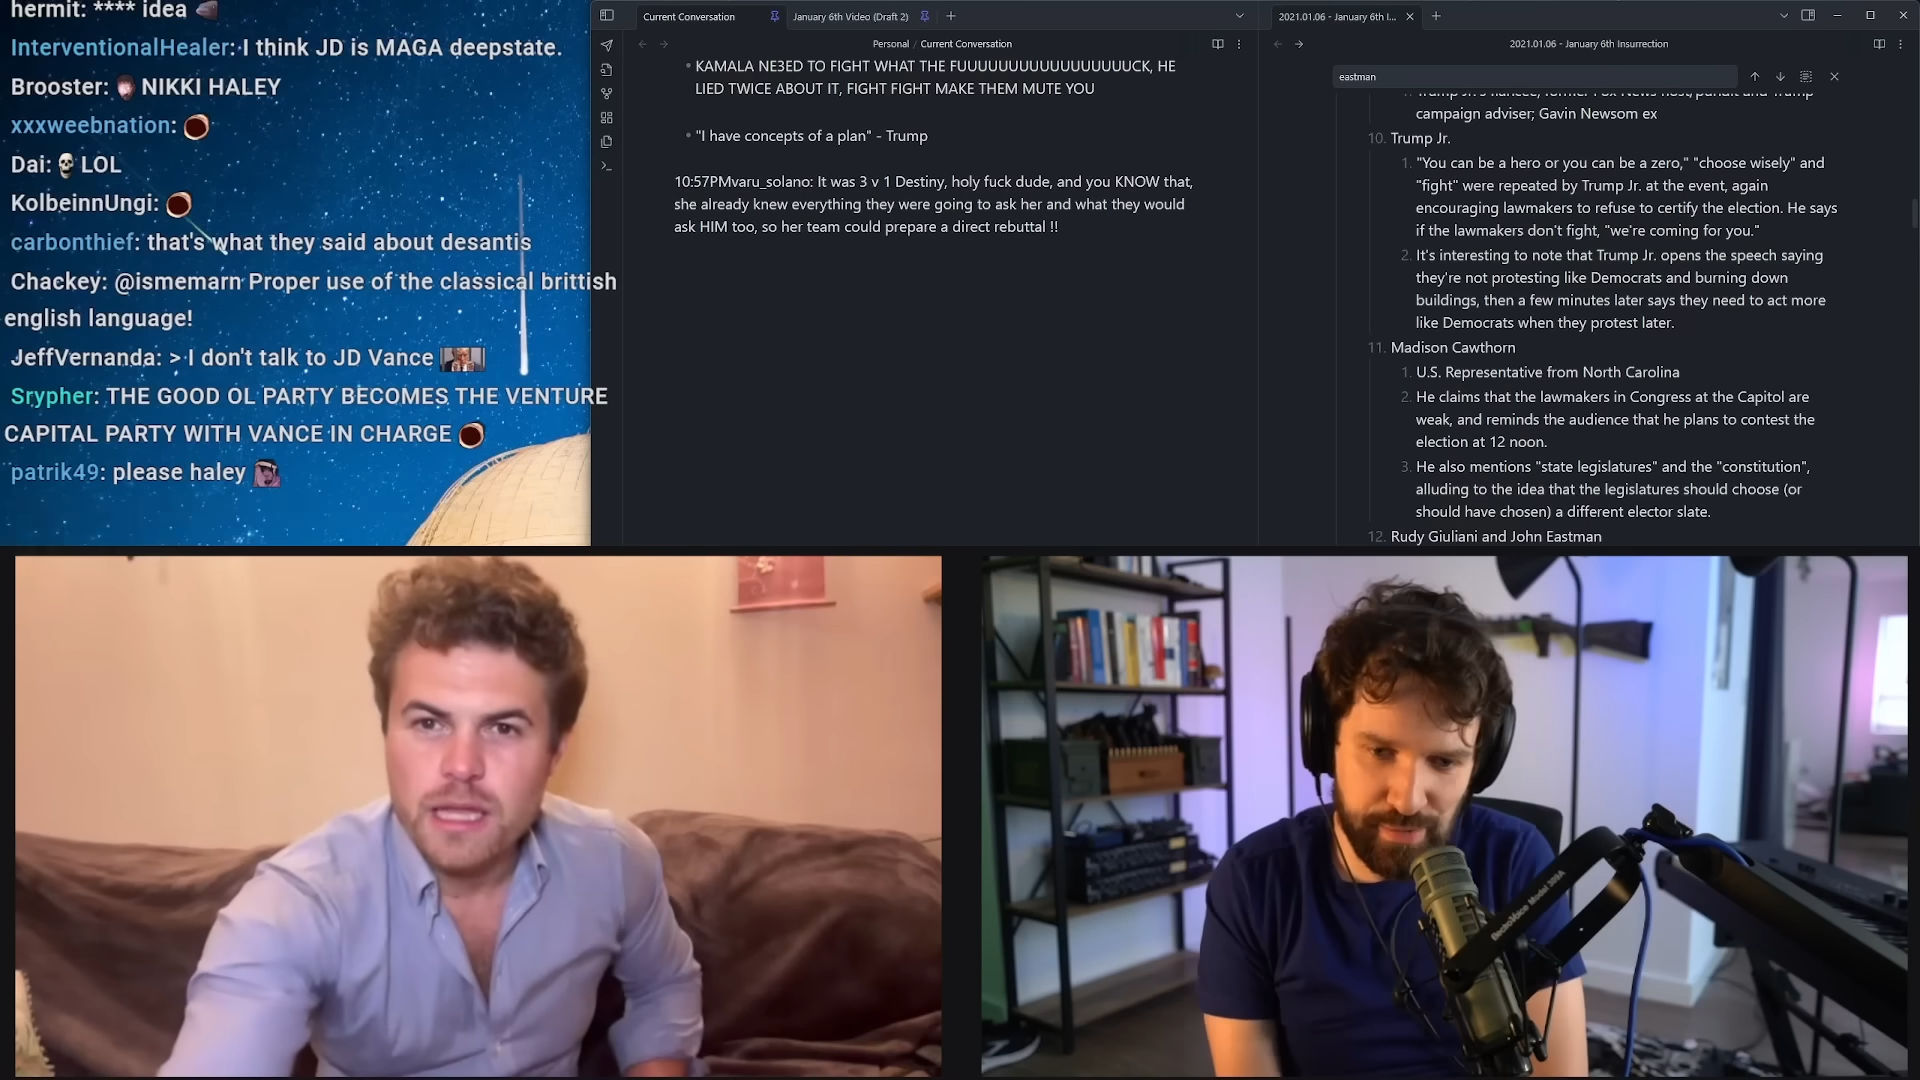 hermit: **** idea
InterventionalHealer: I think JD is MAGA deepstate.
Brooster: NIKKI HALEY
xxxweebnation:
Dai: LOL
KolbeinnUngi:
carbonthief: that's what they said about desantis
Chackey: @ismemarn Proper use of the classical brittish
english language!
JeffVernanda: > I don't talk to JD Vance
Srypher: THE GOOD OL PARTY BECOMES THE VENTURE
CAPITAL PARTY WITH VANCE IN CHARGE
patrik49: please haley
Current Conversation
January 6th Video (Draft 2)
Personal / Current Conversation
• KAMALA NE3ED TO FIGHT WHAT THE FUUUUUUUUUUUUUUUUUUCK, HE
LIED TWICE ABOUT IT, FIGHT FIGHT MAKE THEM MUTE YOU
• "I have concepts of a plan" - Trump
10:57PMvaru_solano: It was 3 v 1 Destiny, holy fuck dude, and you KNOW that,
she already knew everything they were going to ask her and what they would
ask HIM too, so her team could prepare a direct rebuttal !!
2021.01.06 - January 6th I...
2021.01.06 - January 6th Insurrection
eastman
1. Trump Jr.'s fiancee, former Fox News host, pundit and Trump
campaign adviser; Gavin Newsom ex
10. Trump Jr.
1. "You can be a hero or you can be a zero," "choose wisely" and
"fight" were repeated by Trump Jr. at the event, again
encouraging lawmakers to refuse to certify the election. He says
if the lawmakers don't fight, "we're coming for you."
2. It's interesting to note that Trump Jr. opens the speech saying
they're not protesting like Democrats and burning down
buildings, then a few minutes later says they need to act more
like Democrats when they protest later.
11. Madison Cawthorn
1. U.S. Representative from North Carolina
2. He claims that the lawmakers in Congress at the Capitol are
weak, and reminds the audience that he plans to contest the
election at 12 noon.
3. He also mentions "state legislatures" and the "constitution",
alluding to the idea that the legislatures should choose (or
should have chosen) a different elector slate.
12. Rudy Giuliani and John Eastman
ElectroVoice Model 309A